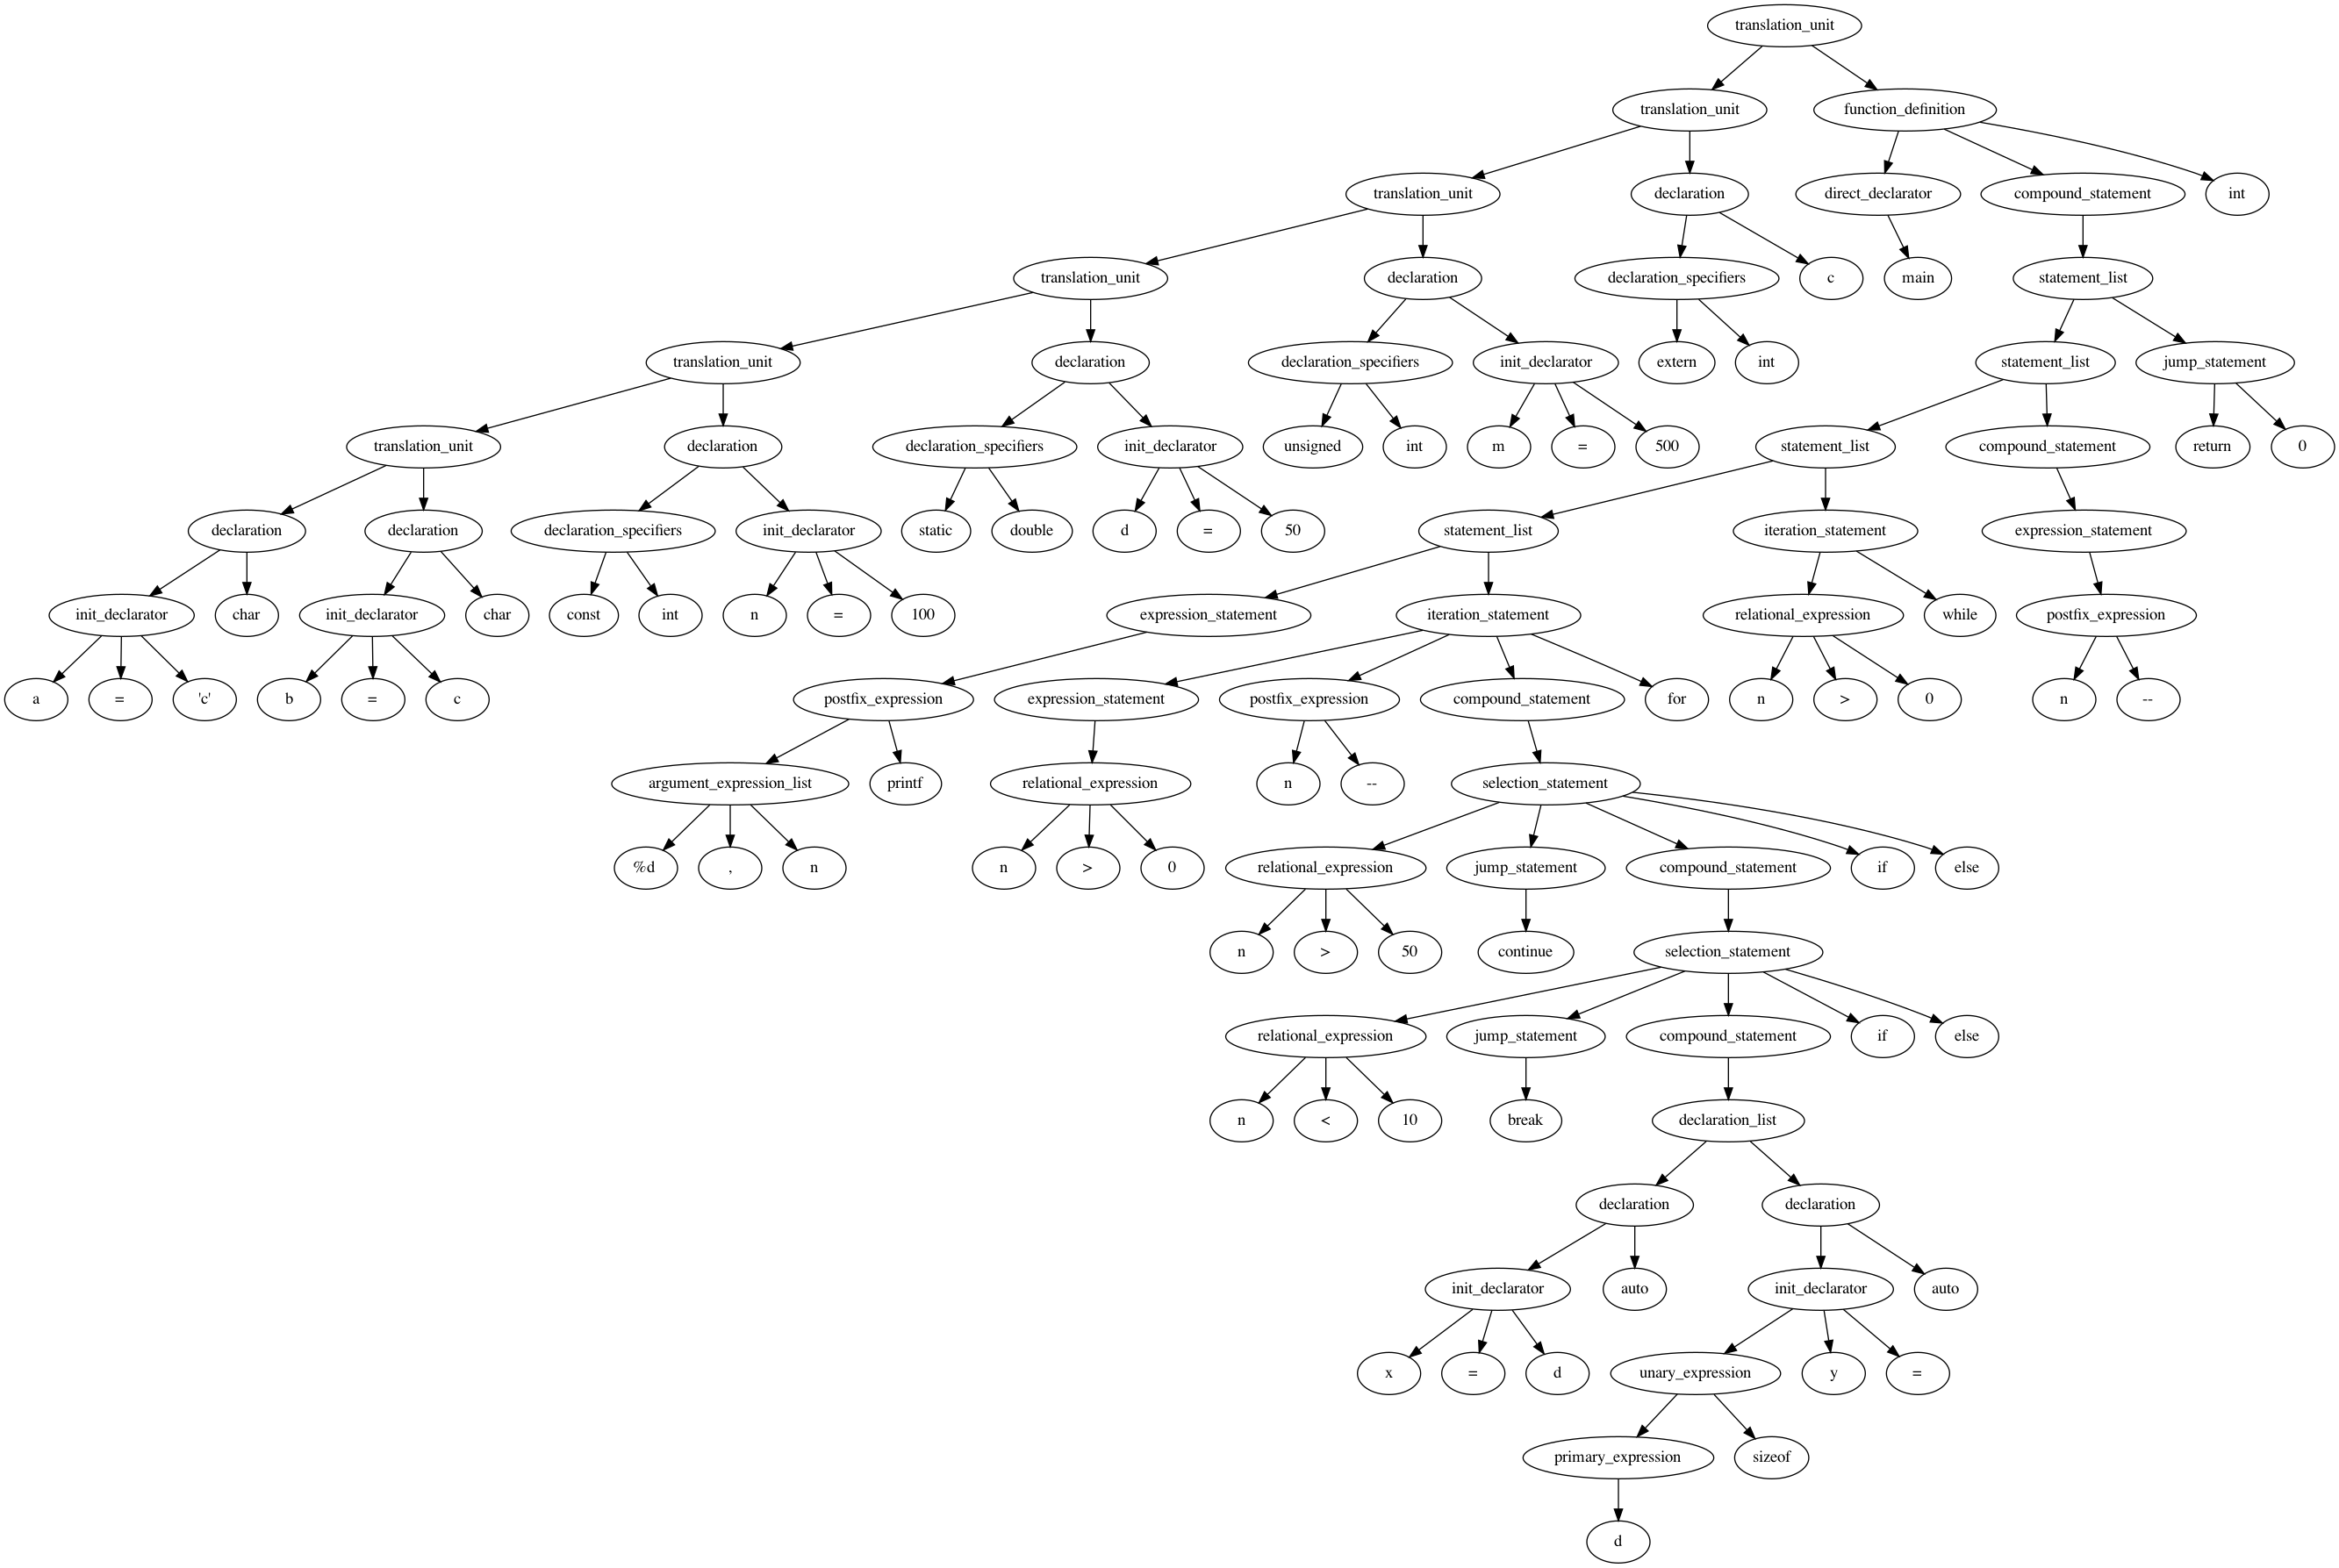 translation_unit
translation_unit function_definition
translation_unit declaration direct_declarator compound_statement int
translation_unit declaration declaration_specifiers c main statement_list
translation_unit declaration declaration_specifiers init_declarator extern int statement_list jump_statement
translation_unit declaration declaration_specifiers init_declarator unsigned int m = 500 statement_list compound_statement return 0
declaration declaration declaration_specifiers init_declarator static double d = 50 statement_list iteration_statement expression_statement
init_declarator char init_declarator char const int n = 100 expression_statement iteration_statement relational_expression while postfix_expression
a = 'c' b = c postfix_expression expression_statement postfix_expression compound_statement for n > 0 n --
argument_expression_list printf relational_expression n -- selection_statement
%d , n n > 0 relational_expression jump_statement compound_statement if else
n > 50 continue selection_statement
relational_expression jump_statement compound_statement if else
n < 10 break declaration_list
declaration declaration
init_declarator auto init_declarator auto
x = d unary_expression y =
primary_expression sizeof
d